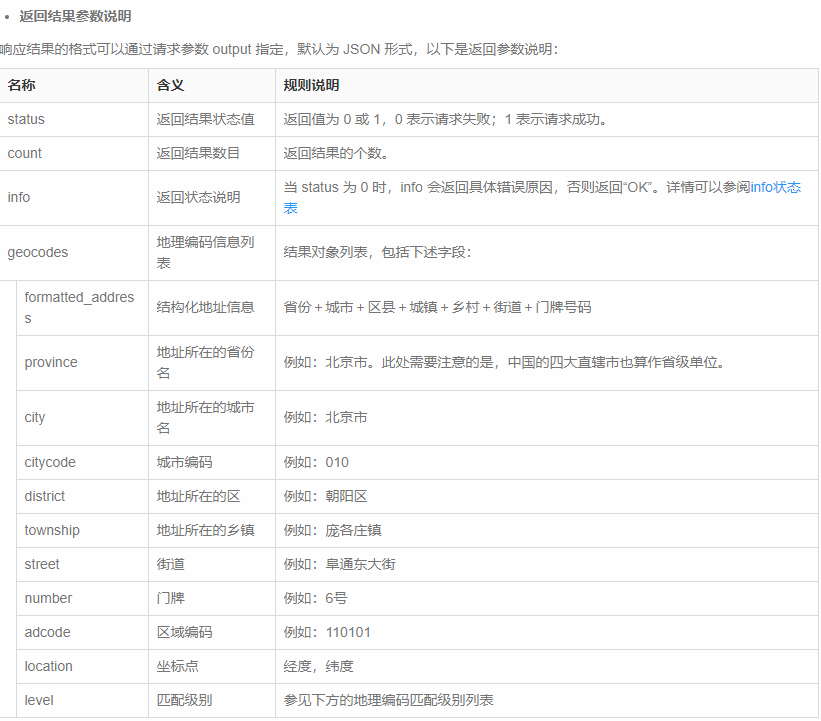 • 返回结果参数说明
响应结果的格式可以通过请求参数 output 指定，默认为 JSON 形式，以下是返回参数说明：
名称 含义 规则说明
status 返回结果状态值 返回值为 0 或 1，0 表示请求失败；1 表示请求成功。
count 返回结果数目 返回结果的个数。
info 返回状态说明 当 status 为 0 时，info 会返回具体错误原因，否则返回“OK”。详情可以参阅info状态
表
geocodes 地理编码信息列
表 结果对象列表，包括下述字段：
formatted_addres
s 结构化地址信息 省份＋城市＋区县＋城镇＋乡村＋街道＋门牌号码
province 地址所在的省份
名 例如：北京市。此处需要注意的是，中国的四大直辖市也算作省级单位。
city 地址所在的城市
名 例如：北京市
citycode 城市编码 例如：010
district 地址所在的区 例如：朝阳区
township 地址所在的乡镇 例如：庞各庄镇
street 街道 例如：阜通东大街
number 门牌 例如：6号
adcode 区域编码 例如：110101
location 坐标点 经度，纬度
level 匹配级别 参见下方的地理编码匹配级别列表